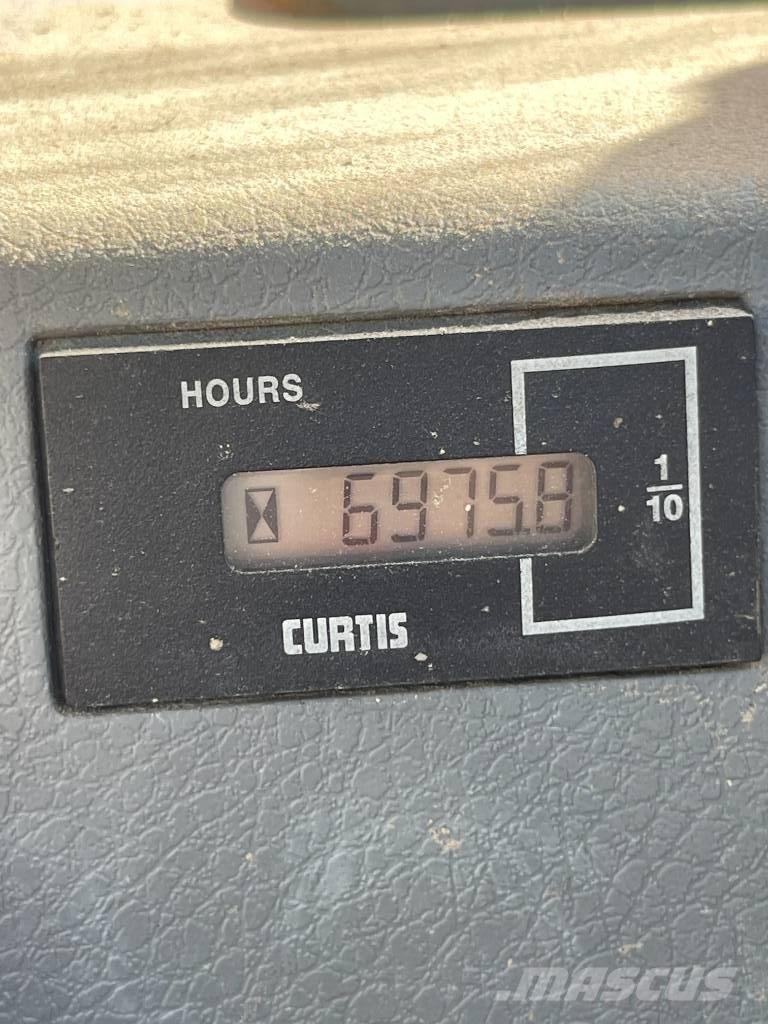 HOURS
6975.8
1/10
CURTIS
.MASCUS